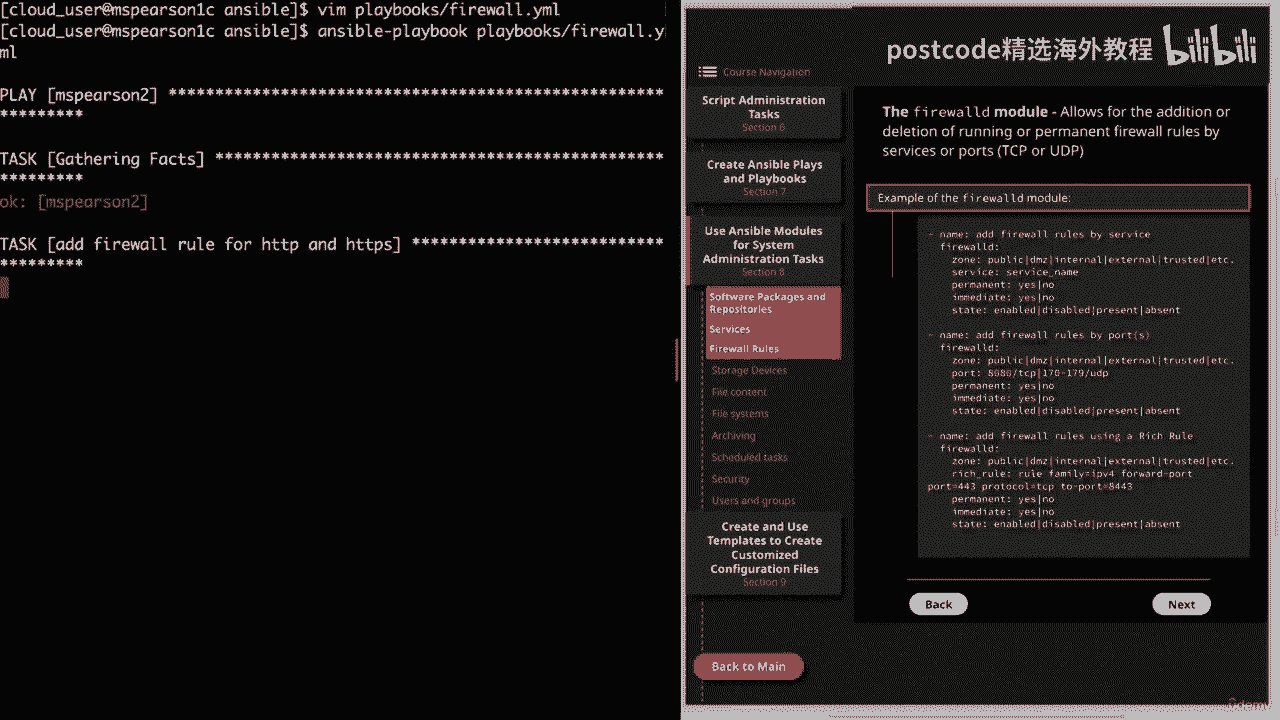 [cloud_user@mspearson1c ansible]$ vim playbooks/firewall.yml
[cloud_user@mspearson1c ansible]$ ansible-playbook playbooks/firewall.y
ml
PLAY [mspearson2] ****************************************************
*********
TASK [Gathering Facts] ***********************************************
*********
ok: [mspearson2]
TASK [add firewall rule for http and https] **************************
*********
postcode精选海外教程 bilibili
Course Navigation
Script Administration
Tasks
Section 6
Create Ansible Plays
and Playbooks
Section 7
Use Ansible Modules
for System
Administration Tasks
Section 8
Software Packages and
Repositories
Services
Firewall Rules
Storage Devices
File content
File systems
Archiving
Scheduled tasks
Security
Users and groups
Create and Use
Templates to Create
Customized
Configuration Files
Section 9
Back to Main
The firewalld module - Allows for the addition or
deletion of running or permanent firewall rules by
services or ports (TCP or UDP)
Example of the firewalld module:
- name: add firewall rules by service
firewalld:
zone: public|dmz|internal|external|trusted|etc.
service: service_name
permanent: yes|no
immediate: yes|no
state: enabled|disabled|present|absent
- name: add firewall rules by port(s)
firewalld:
zone: public|dmz|internal|external|trusted|etc.
port: 8686/tcp|170-179/udp
permanent: yes|no
immediate: yes|no
state: enabled|disabled|present|absent
- name: add firewall rules using a Rich Rule
firewalld:
zone: public|dmz|internal|external|trusted|etc.
rich_rule: rule family=ipv4 forward-port
port=443 protocol=tcp to-port=8443
permanent: yes|no
immediate: yes|no
state: enabled|disabled|present|absent
Back
Next